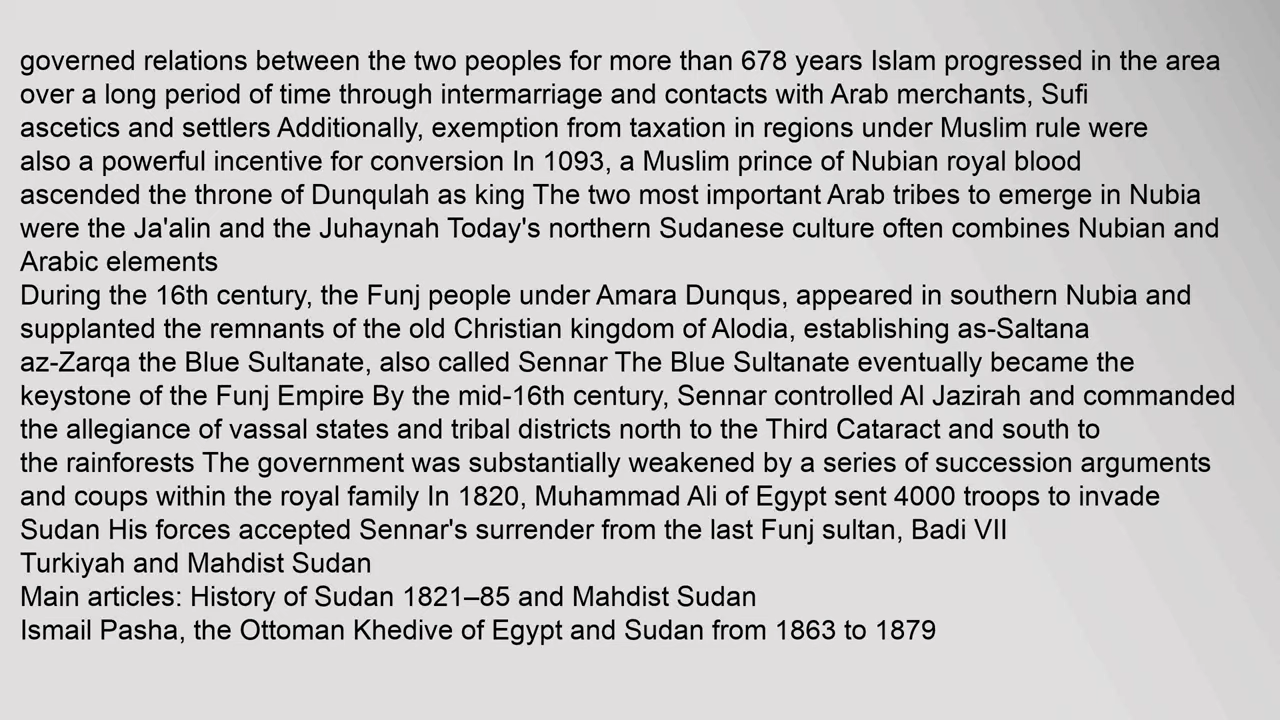 governed relations between the two peoples for more than 678 years Islam progressed in the area
over a long period of time through intermarriage and contacts with Arab merchants, Sufi
ascetics and settlers Additionally, exemption from taxation in regions under Muslim rule were
also a powerful incentive for conversion In 1093, a Muslim prince of Nubian royal blood
ascended the throne of Dunqulah as king The two most important Arab tribes to emerge in Nubia
were the Ja'alin and the Juhaynah Today's northern Sudanese culture often combines Nubian and
Arabic elements
During the 16th century, the Funj people under Amara Dunqus, appeared in southern Nubia and
supplanted the remnants of the old Christian kingdom of Alodia, establishing as-Saltana
az-Zarqa the Blue Sultanate, also called Sennar The Blue Sultanate eventually became the
keystone of the Funj Empire By the mid-16th century, Sennar controlled Al Jazirah and commanded
the allegiance of vassal states and tribal districts north to the Third Cataract and south to
the rainforests The government was substantially weakened by a series of succession arguments
and coups within the royal family In 1820, Muhammad Ali of Egypt sent 4000 troops to invade
Sudan His forces accepted Sennar's surrender from the last Funj sultan, Badi VII
Turkiyah and Mahdist Sudan
Main articles: History of Sudan 1821–85 and Mahdist Sudan
Ismail Pasha, the Ottoman Khedive of Egypt and Sudan from 1863 to 1879